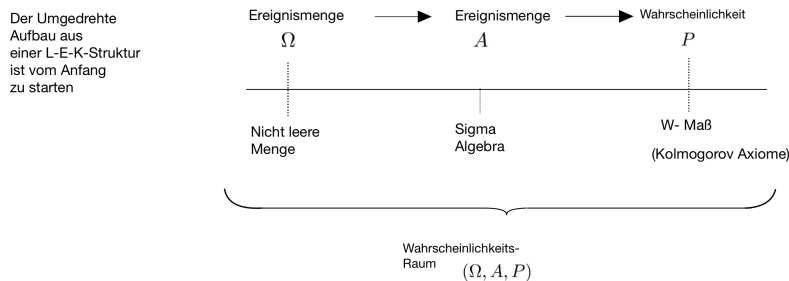 Der Umgedrehte
Aufbau aus
einer L-E-K-Struktur
ist vom Anfang
zu starten
Ereignismenge
Ereignismenge
Wahrscheinlichkeit
Ω
A
P
Nicht leere
Menge
Sigma
Algebra
W- Maß
(Kolmogorov Axiome)
Wahrscheinlichkeits-
Raum (Ω, A, P)